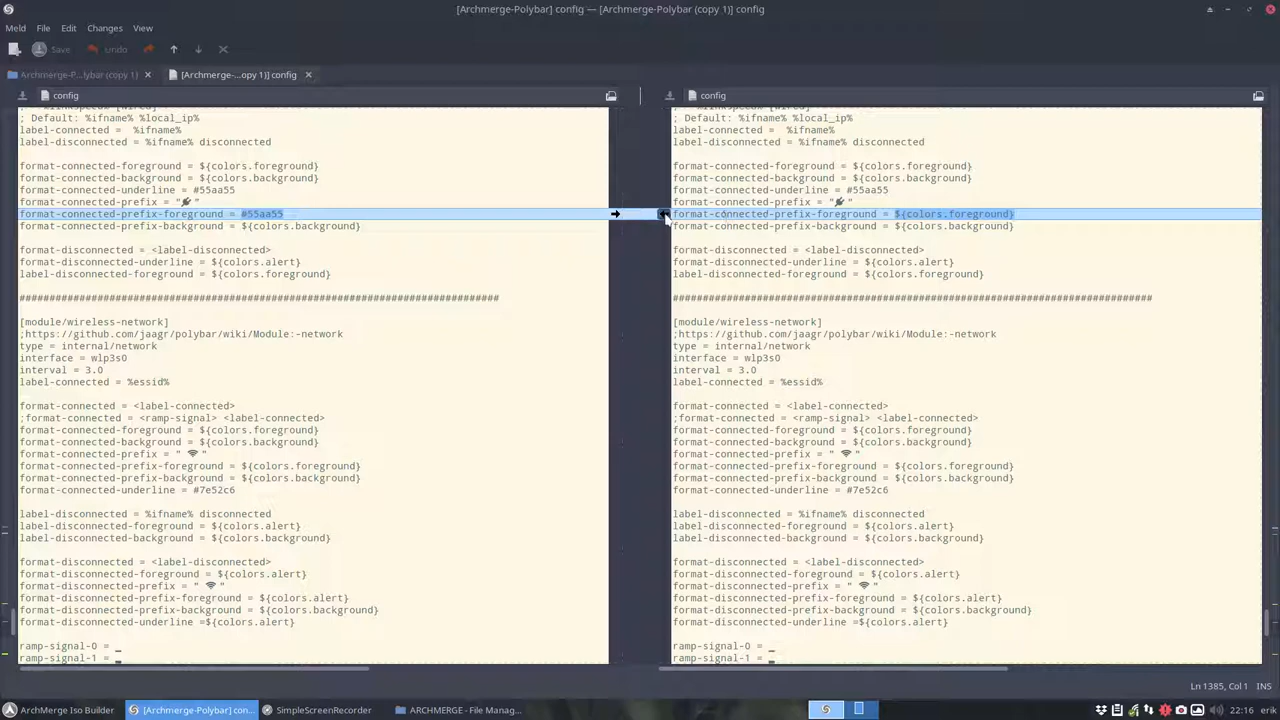 [Archmerge-Polybar] config — [Archmerge-Polybar (copy 1)] config
Meld File Edit Changes View
Save Undo
Archmerge-P...lybar (copy 1) [Archmerge-...opy 1)] config
config
; Default: %ifname% %local_ip%
label-connected =  %ifname%
label-disconnected = %ifname% disconnected
format-connected-foreground = ${colors.foreground}
format-connected-background = ${colors.background}
format-connected-underline = #55aa55
format-connected-prefix = " "
format-connected-prefix-foreground = #55aa55
format-connected-prefix-background = ${colors.background}
format-disconnected = <label-disconnected>
format-disconnected-underline = ${colors.alert}
label-disconnected-foreground = ${colors.foreground}
################################################################################
[module/wireless-network]
;https://github.com/jaagr/polybar/wiki/Module:-network
type = internal/network
interface = wlp3s0
interval = 3.0
label-connected = %essid%
format-connected = <label-connected>
;format-connected = <ramp-signal> <label-connected>
format-connected-foreground = ${colors.foreground}
format-connected-background = ${colors.background}
format-connected-prefix = "  "
format-connected-prefix-foreground = ${colors.foreground}
format-connected-prefix-background = ${colors.background}
format-connected-underline = #7e52c6
label-disconnected = %ifname% disconnected
label-disconnected-foreground = ${colors.alert}
label-disconnected-background = ${colors.background}
format-disconnected = <label-disconnected>
format-disconnected-foreground = ${colors.alert}
format-disconnected-prefix = "  "
format-disconnected-prefix-foreground = ${colors.alert}
format-disconnected-prefix-background = ${colors.background}
format-disconnected-underline =${colors.alert}
ramp-signal-0 = ▁
ramp-signal-1 = ▂
config
; Default: %ifname% %local_ip%
label-connected =  %ifname%
label-disconnected = %ifname% disconnected
format-connected-foreground = ${colors.foreground}
format-connected-background = ${colors.background}
format-connected-underline = #55aa55
format-connected-prefix = " "
format-connected-prefix-foreground = ${colors.foreground}
format-connected-prefix-background = ${colors.background}
format-disconnected = <label-disconnected>
format-disconnected-underline = ${colors.alert}
label-disconnected-foreground = ${colors.foreground}
################################################################################
[module/wireless-network]
;https://github.com/jaagr/polybar/wiki/Module:-network
type = internal/network
interface = wlp3s0
interval = 3.0
label-connected = %essid%
format-connected = <label-connected>
;format-connected = <ramp-signal> <label-connected>
format-connected-foreground = ${colors.foreground}
format-connected-background = ${colors.background}
format-connected-prefix = "  "
format-connected-prefix-foreground = ${colors.foreground}
format-connected-prefix-background = ${colors.background}
format-connected-underline = #7e52c6
label-disconnected = %ifname% disconnected
label-disconnected-foreground = ${colors.alert}
label-disconnected-background = ${colors.background}
format-disconnected = <label-disconnected>
format-disconnected-foreground = ${colors.alert}
format-disconnected-prefix = "  "
format-disconnected-prefix-foreground = ${colors.alert}
format-disconnected-prefix-background = ${colors.background}
format-disconnected-underline =${colors.alert}
ramp-signal-0 = ▁
ramp-signal-1 = ▂
Ln 1385, Col 1 INS
ArchMerge Iso Builder [Archmerge-Polybar] con... SimpleScreenRecorder ARCHMERGE - File Manag... 22:16 erik